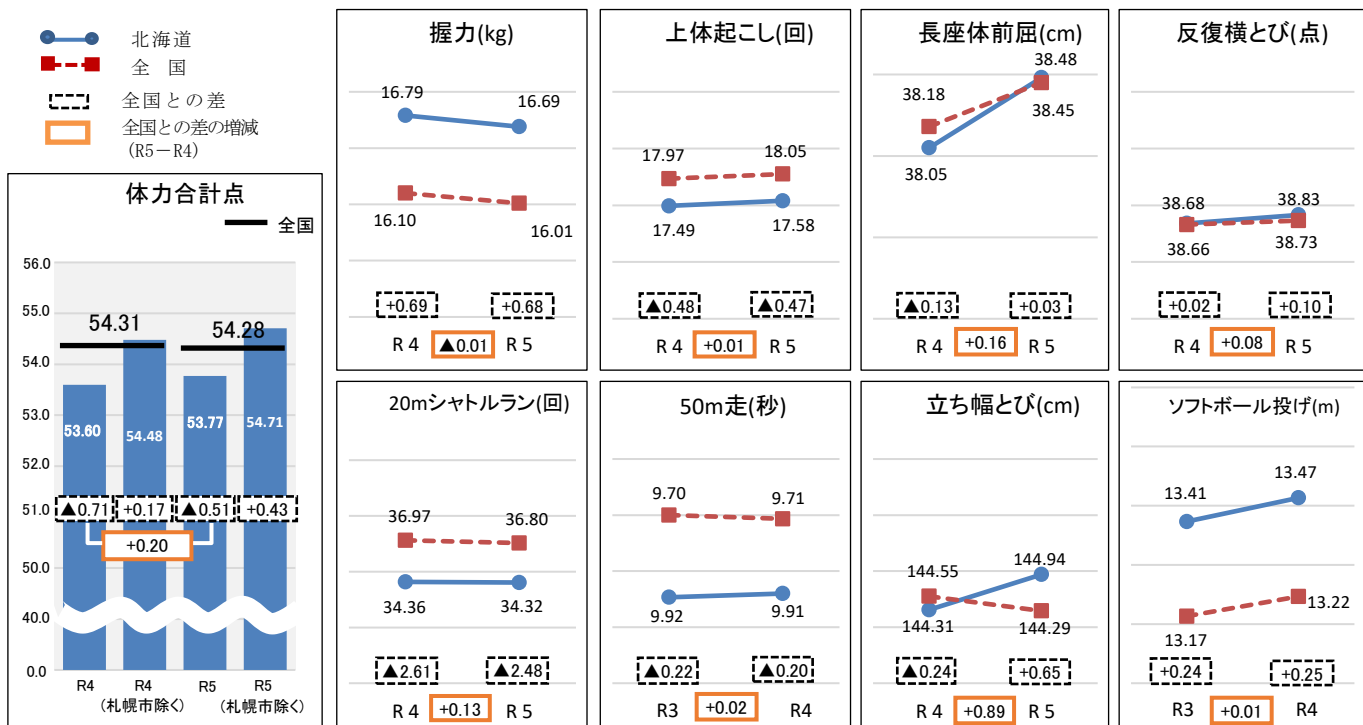 北海道
全　国
全国との差
全国との差の増減
(R5－R4)
体力合計点
全国
56.0
55.0
54.0
53.0
52.0
51.0
50.0
40.0
0.0
54.31
54.28
53.60
54.48
53.77
54.71
▲0.71
+0.17
▲0.51
+0.43
+0.20
R4
R4
(札幌市除く)
R5
R5
(札幌市除く)
握力(kg)
16.79
16.69
16.10
16.01
+0.69
+0.68
R 4
▲0.01
R 5
上体起こし(回)
17.97
18.05
17.49
17.58
▲0.48
▲0.47
R 4
+0.01
R 5
長座体前屈(cm)
38.48
38.18
38.45
38.05
▲0.13
+0.03
R 4
+0.16
R 5
反復横とび(点)
38.68
38.83
38.66
38.73
+0.02
+0.10
R 4
+0.08
R 5
20mシャトルラン(回)
36.97
36.80
34.36
34.32
▲2.61
▲2.48
R 4
+0.13
R 5
50m走(秒)
9.70
9.71
9.92
9.91
▲0.22
▲0.20
R3
+0.02
R4
立ち幅とび(cm)
144.55
144.94
144.31
144.29
▲0.24
+0.65
R 4
+0.89
R 5
ソフトボール投げ(m)
13.41
13.47
13.17
13.22
+0.24
+0.25
R3
+0.01
R4